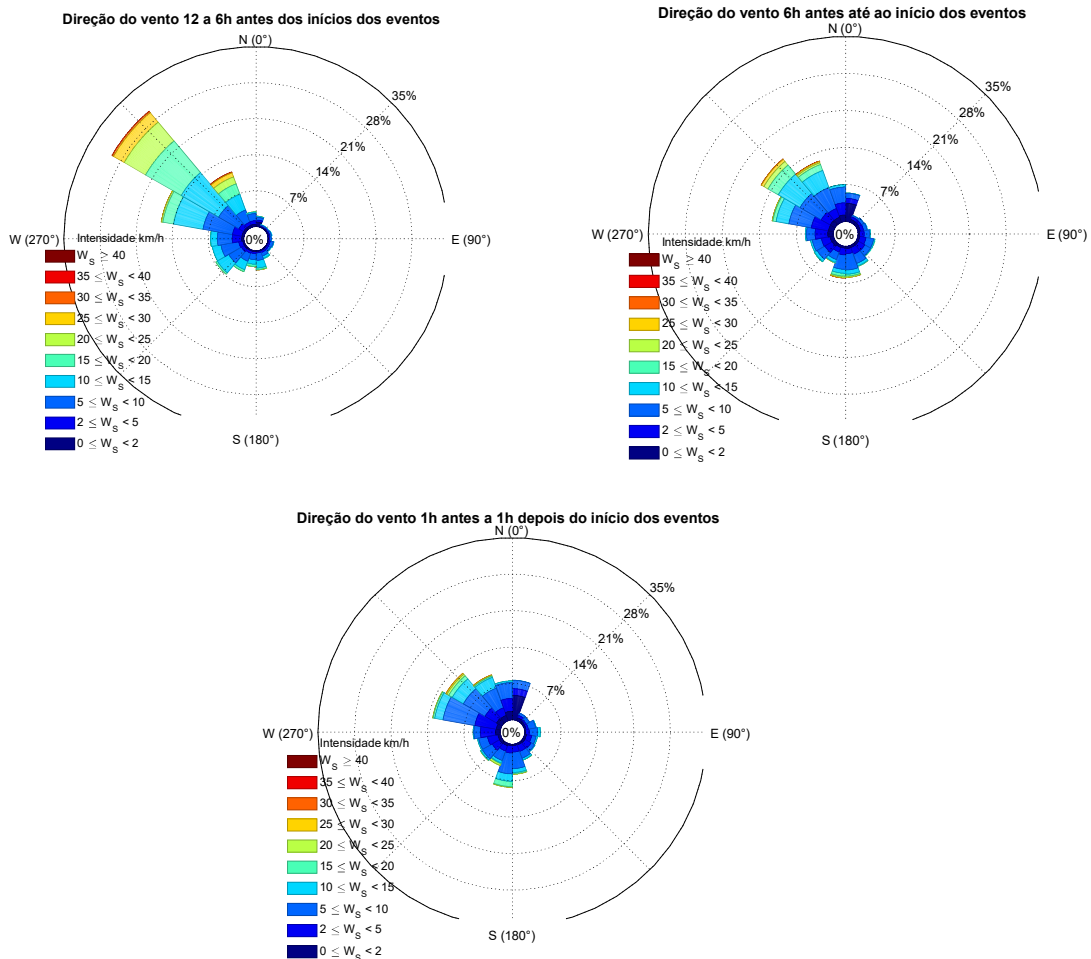 Direção do vento 12 a 6h antes dos inícios dos eventos
N (0°)
35%
28%
21%
14%
7%
0%
W (270°)
E (90°)
S (180°)
Intensidade km/h
W_S ≥ 40
35 ≤ W_S < 40
30 ≤ W_S < 35
25 ≤ W_S < 30
20 ≤ W_S < 25
15 ≤ W_S < 20
10 ≤ W_S < 15
5 ≤ W_S < 10
2 ≤ W_S < 5
0 ≤ W_S < 2
Direção do vento 6h antes até ao início dos eventos
N (0°)
35%
28%
21%
14%
7%
0%
W (270°)
E (90°)
S (180°)
Intensidade km/h
W_S ≥ 40
35 ≤ W_S < 40
30 ≤ W_S < 35
25 ≤ W_S < 30
20 ≤ W_S < 25
15 ≤ W_S < 20
10 ≤ W_S < 15
5 ≤ W_S < 10
2 ≤ W_S < 5
0 ≤ W_S < 2
Direção do vento 1h antes a 1h depois do início dos eventos
N (0°)
35%
28%
21%
14%
7%
0%
W (270°)
E (90°)
S (180°)
Intensidade km/h
W_S ≥ 40
35 ≤ W_S < 40
30 ≤ W_S < 35
25 ≤ W_S < 30
20 ≤ W_S < 25
15 ≤ W_S < 20
10 ≤ W_S < 15
5 ≤ W_S < 10
2 ≤ W_S < 5
0 ≤ W_S < 2